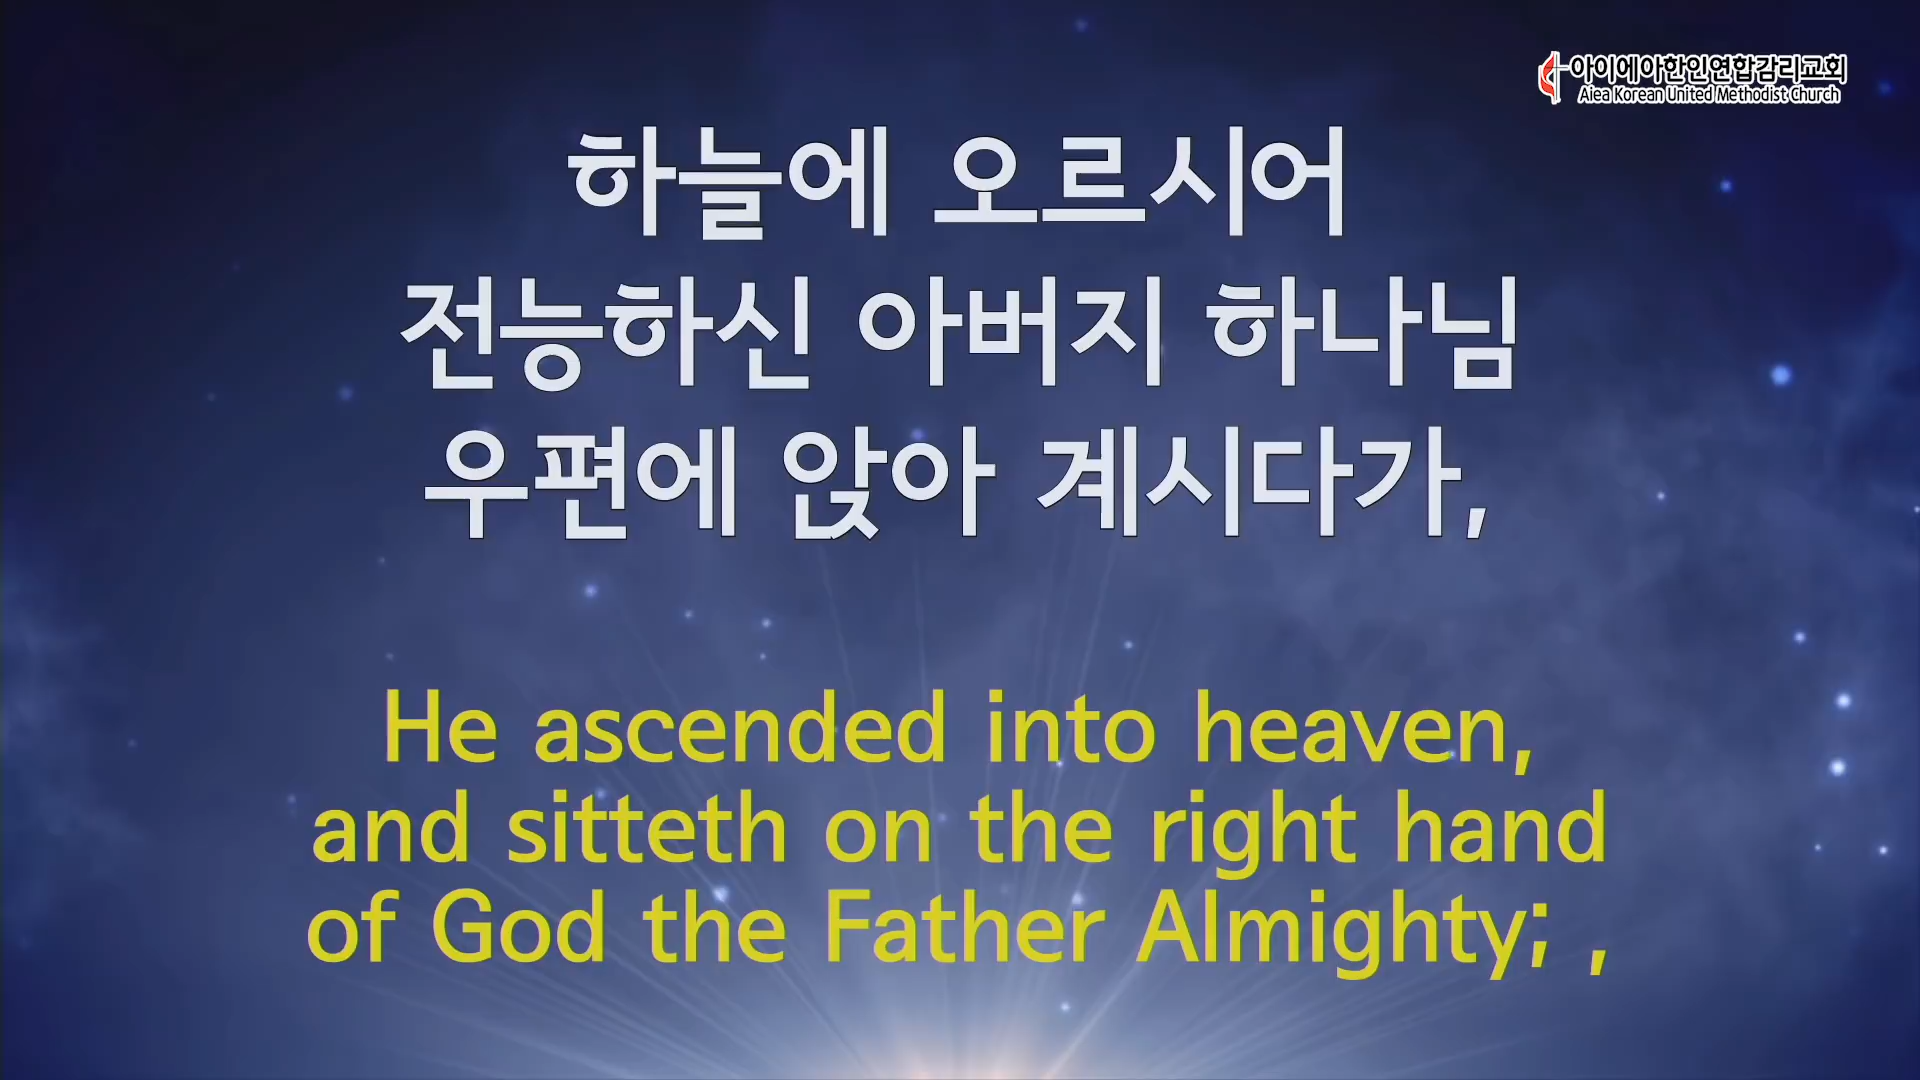 아이에아한인연합감리교회
Aiea Korean United Methodist Church
하늘에 오르시어
전능하신 아버지 하나님
우편에 앉아 계시다가,
He ascended into heaven,
and sitteth on the right hand
of God the Father Almighty; ,